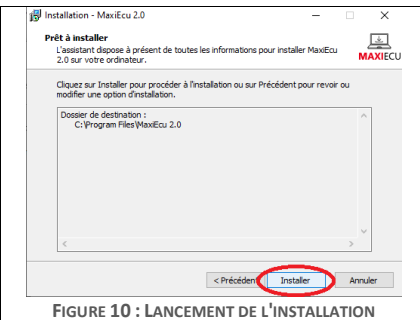 Installation - MaxiEcu 2.0
Prêt à installer
L'assistant dispose à présent de toutes les informations pour installer MaxiEcu
2.0 sur votre ordinateur.
MAXIECU
Cliquez sur Installer pour procéder à l'installation ou sur Précédent pour revoir ou
modifier une option d'installation.
Dossier de destination :
C:\Program Files\MaxiEcu 2.0
< Précédent
Installer
Annuler
FIGURE 10 : LANCEMENT DE L'INSTALLATION